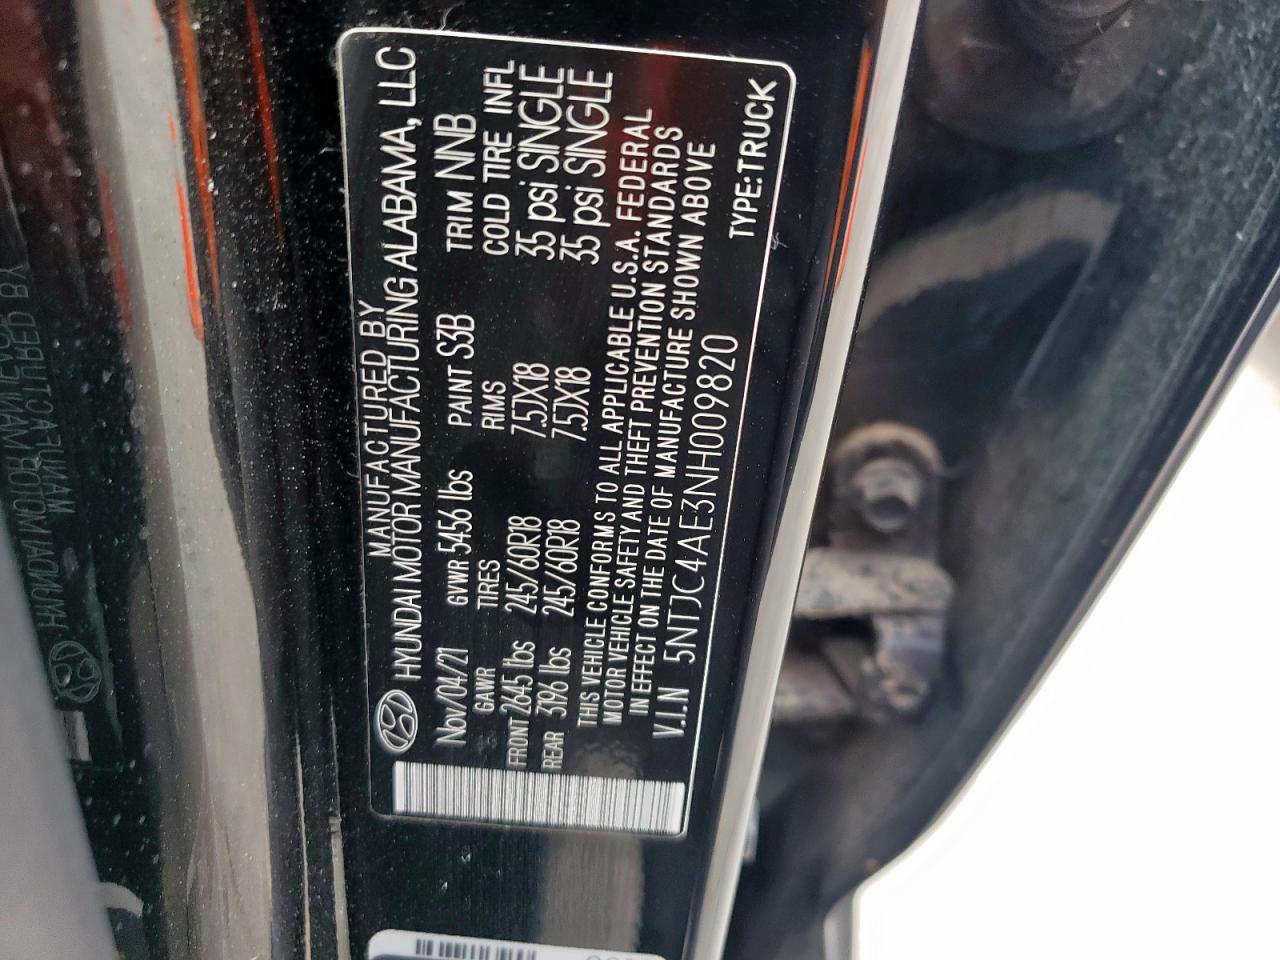 MANUFACTURED BY
HYUNDAI MOTOR MANUFACTURING ALABAMA, LLC
Nov/04/21 GVWR 5456 lbs PAINT S3B TRIM NNB
GAWR TIRES RIMS COLD TIRE INFL
FRONT 2645 lbs 245/60R18 7.5JX18 35 psi SINGLE
REAR 3196 lbs 245/60R18 7.5JX18 35 psi SINGLE
THIS VEHICLE CONFORMS TO ALL APPLICABLE U.S.A. FEDERAL
MOTOR VEHICLE SAFETY AND THEFT PREVENTION STANDARDS
IN EFFECT ON THE DATE OF MANUFACTURE SHOWN ABOVE
V.I.N 5NTJC4AE3NH009820
TYPE:TRUCK